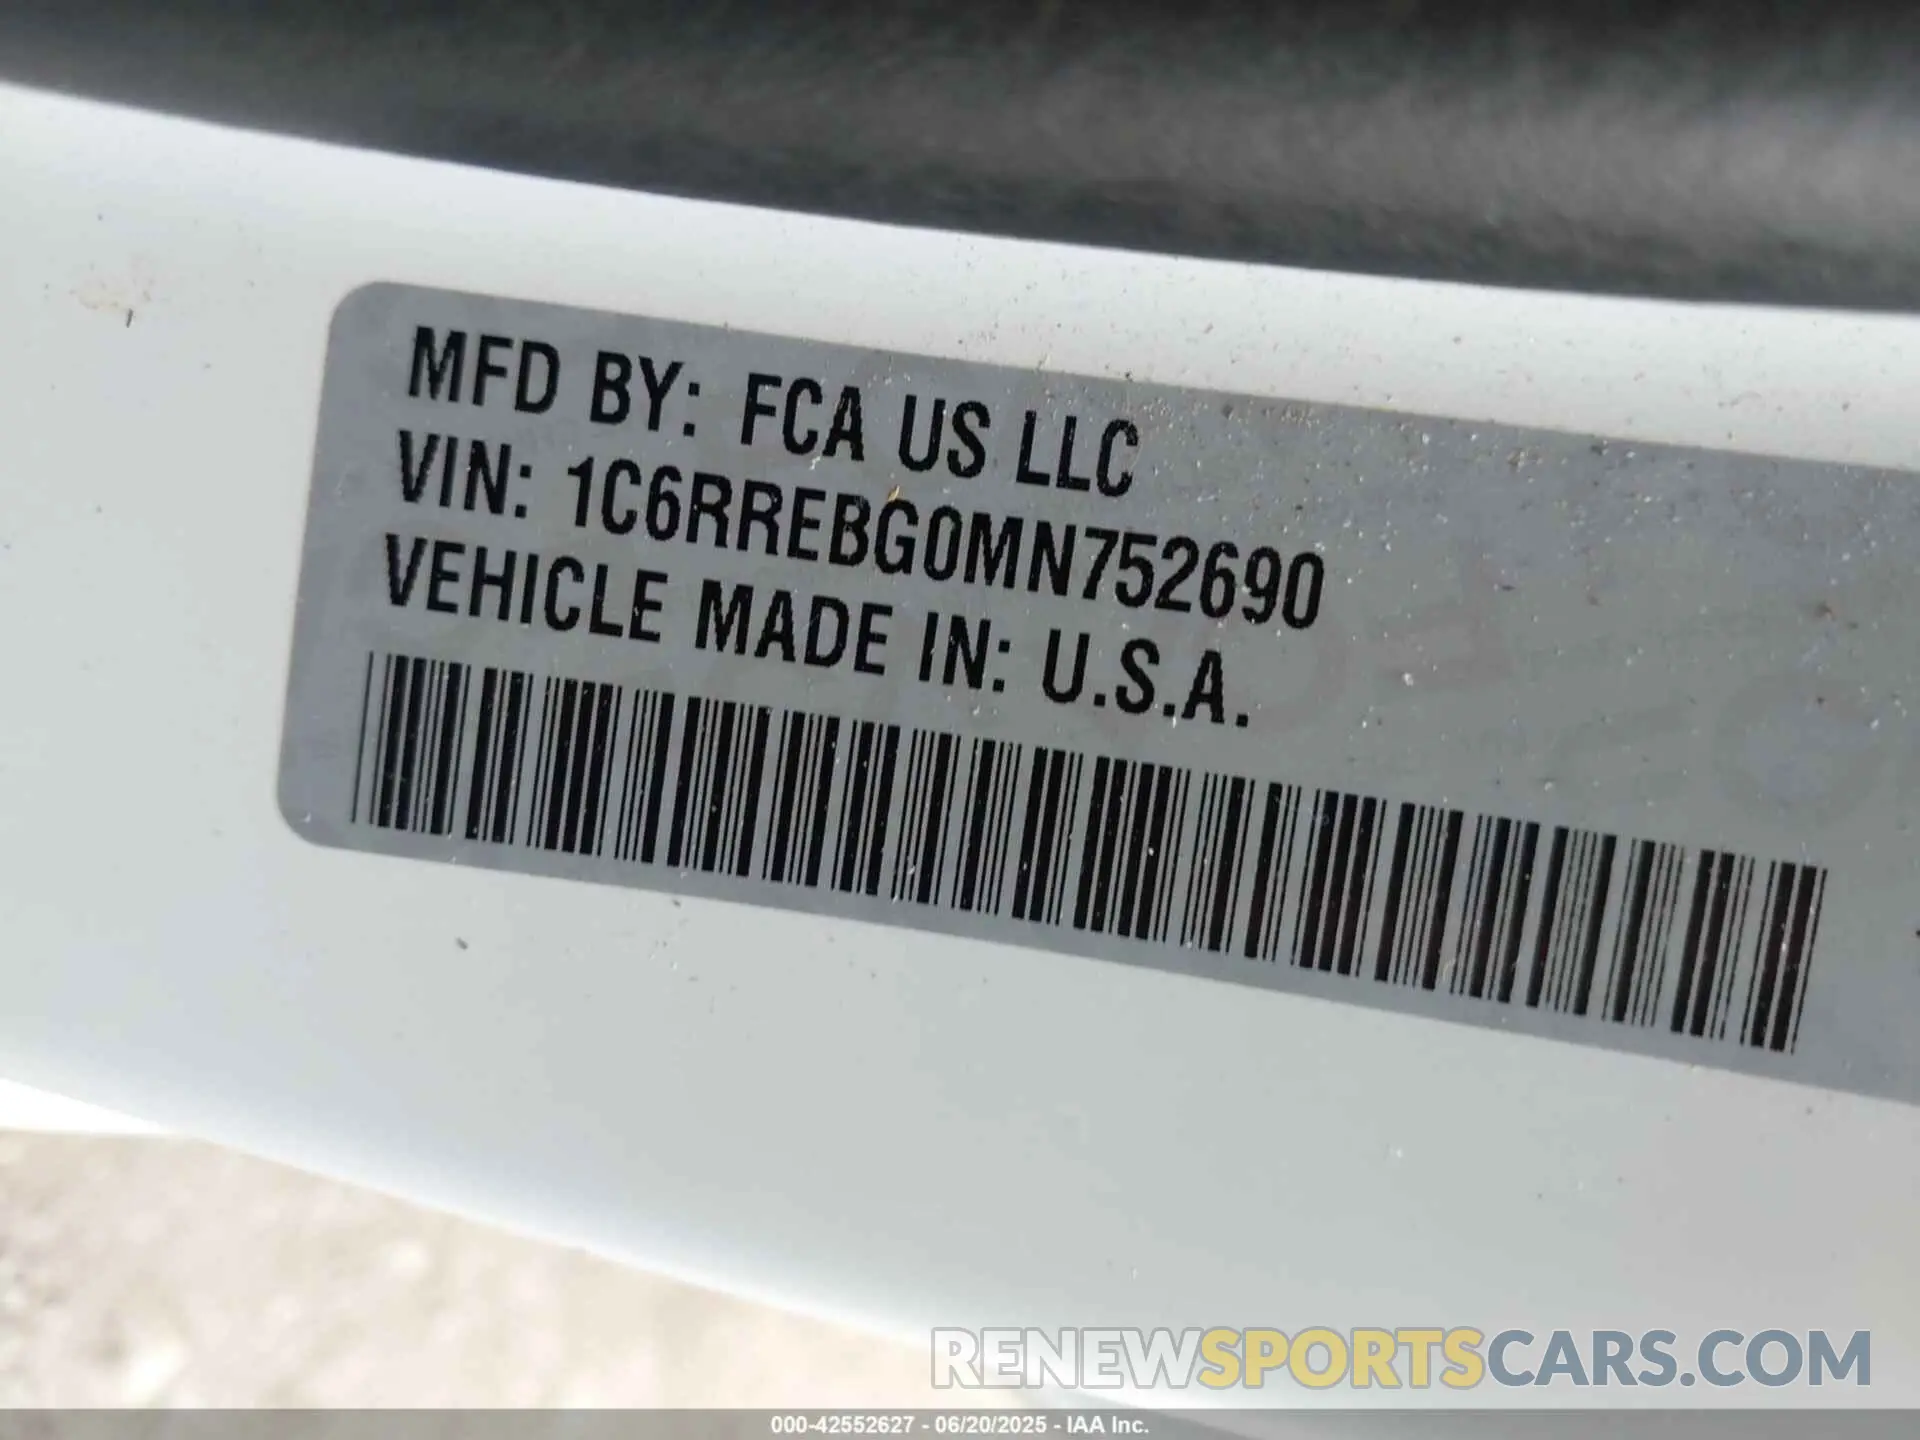 MFD BY: FCA US LLC
VIN: 1C6RREBG0MN752690
VEHICLE MADE IN: U.S.A.
RENEWSPORTSCARS.COM
000-42552627 - 06/20/2025 - IAA Inc.